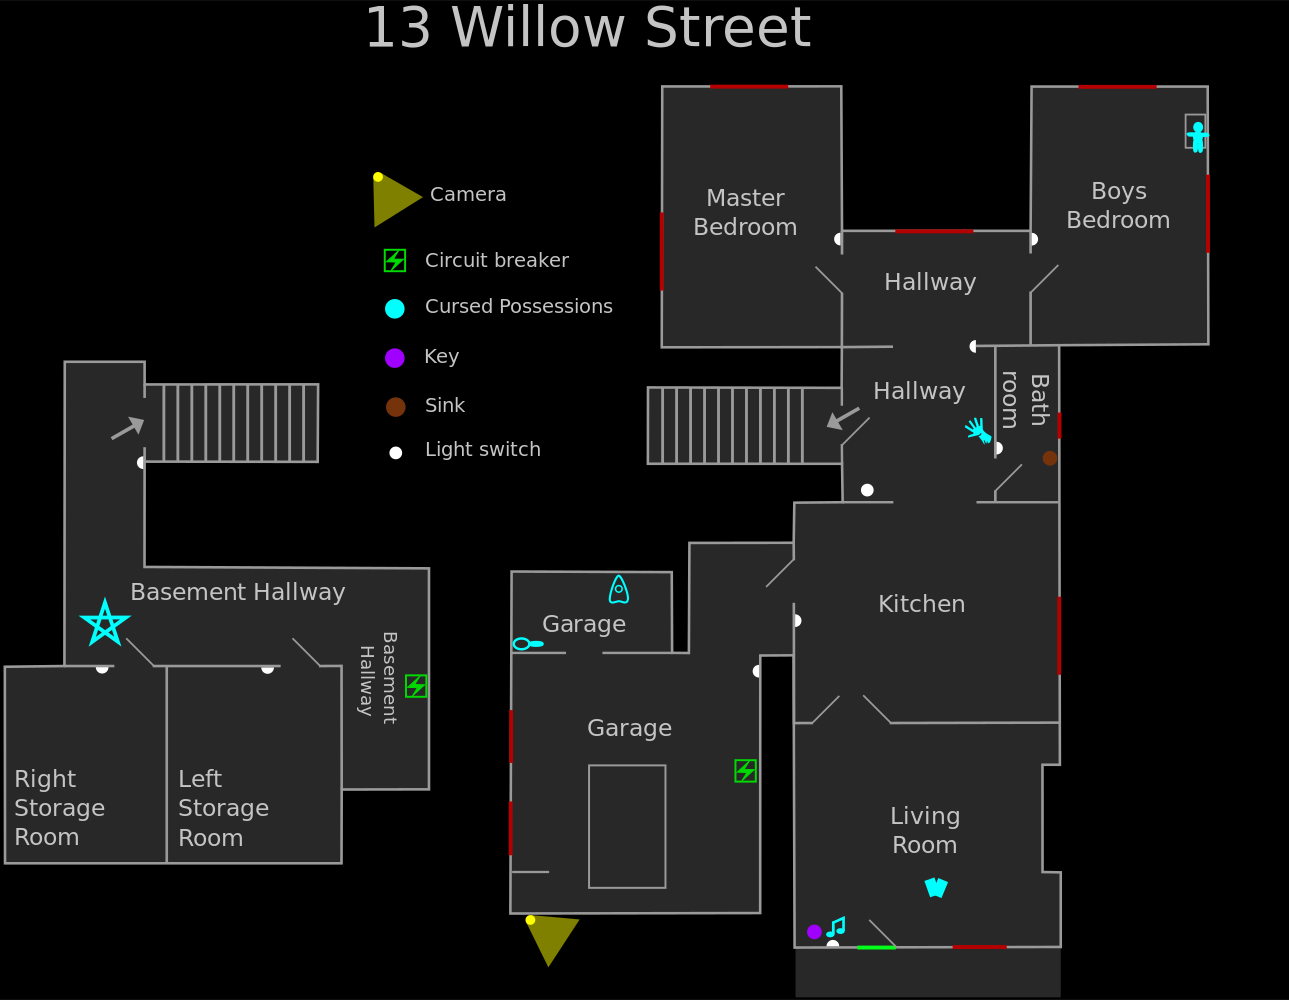 13 Willow Street
Camera
Circuit breaker
Cursed Possessions
Key
Sink
Light switch
Master
Bedroom
Boys
Bedroom
Hallway
Hallway
Bath
room
Kitchen
Garage
Garage
Living
Room
Basement Hallway
Basement
Hallway
Right
Storage
Room
Left
Storage
Room